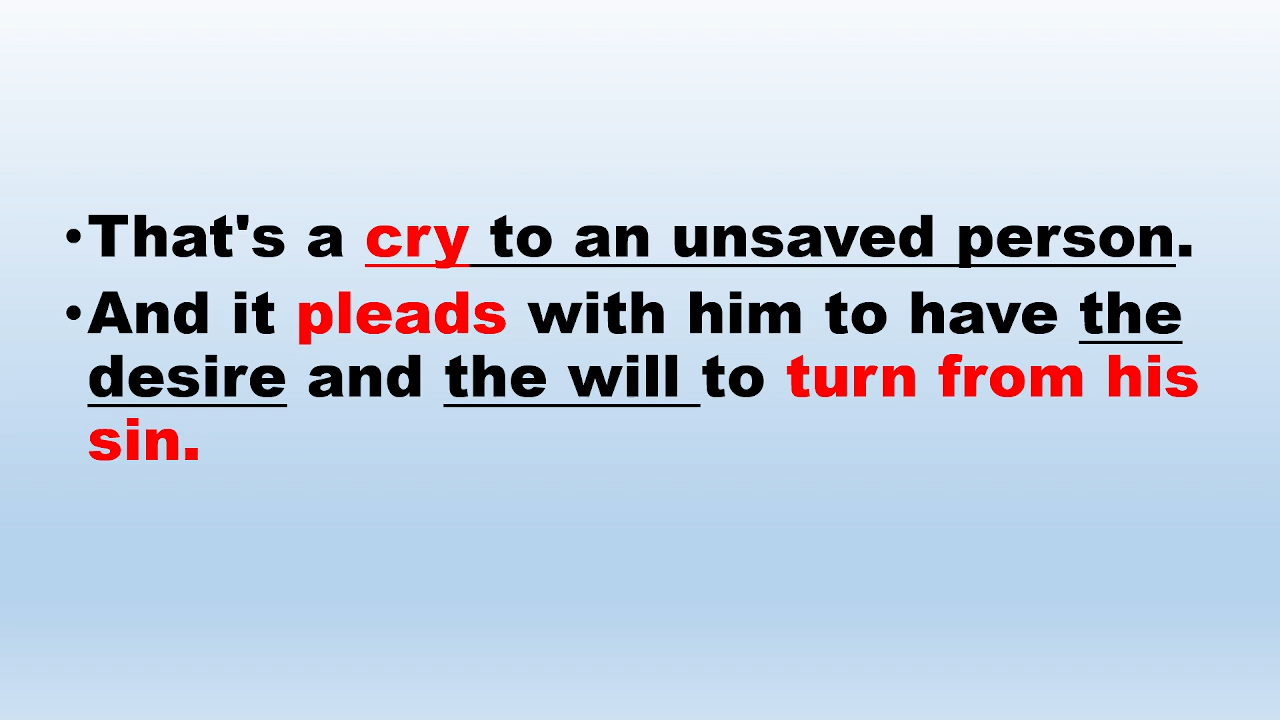 •That's a cry to an unsaved person.
•And it pleads with him to have the
desire and the will to turn from his
sin.